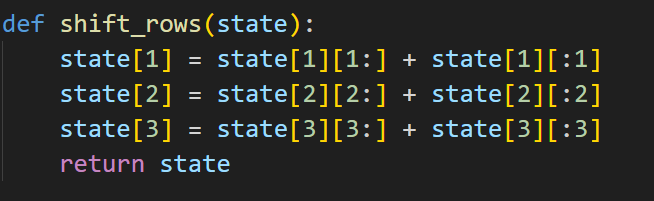 def shift_rows(state):
    state[1] = state[1][1:] + state[1][:1]
    state[2] = state[2][2:] + state[2][:2]
    state[3] = state[3][3:] + state[3][:3]
    return state